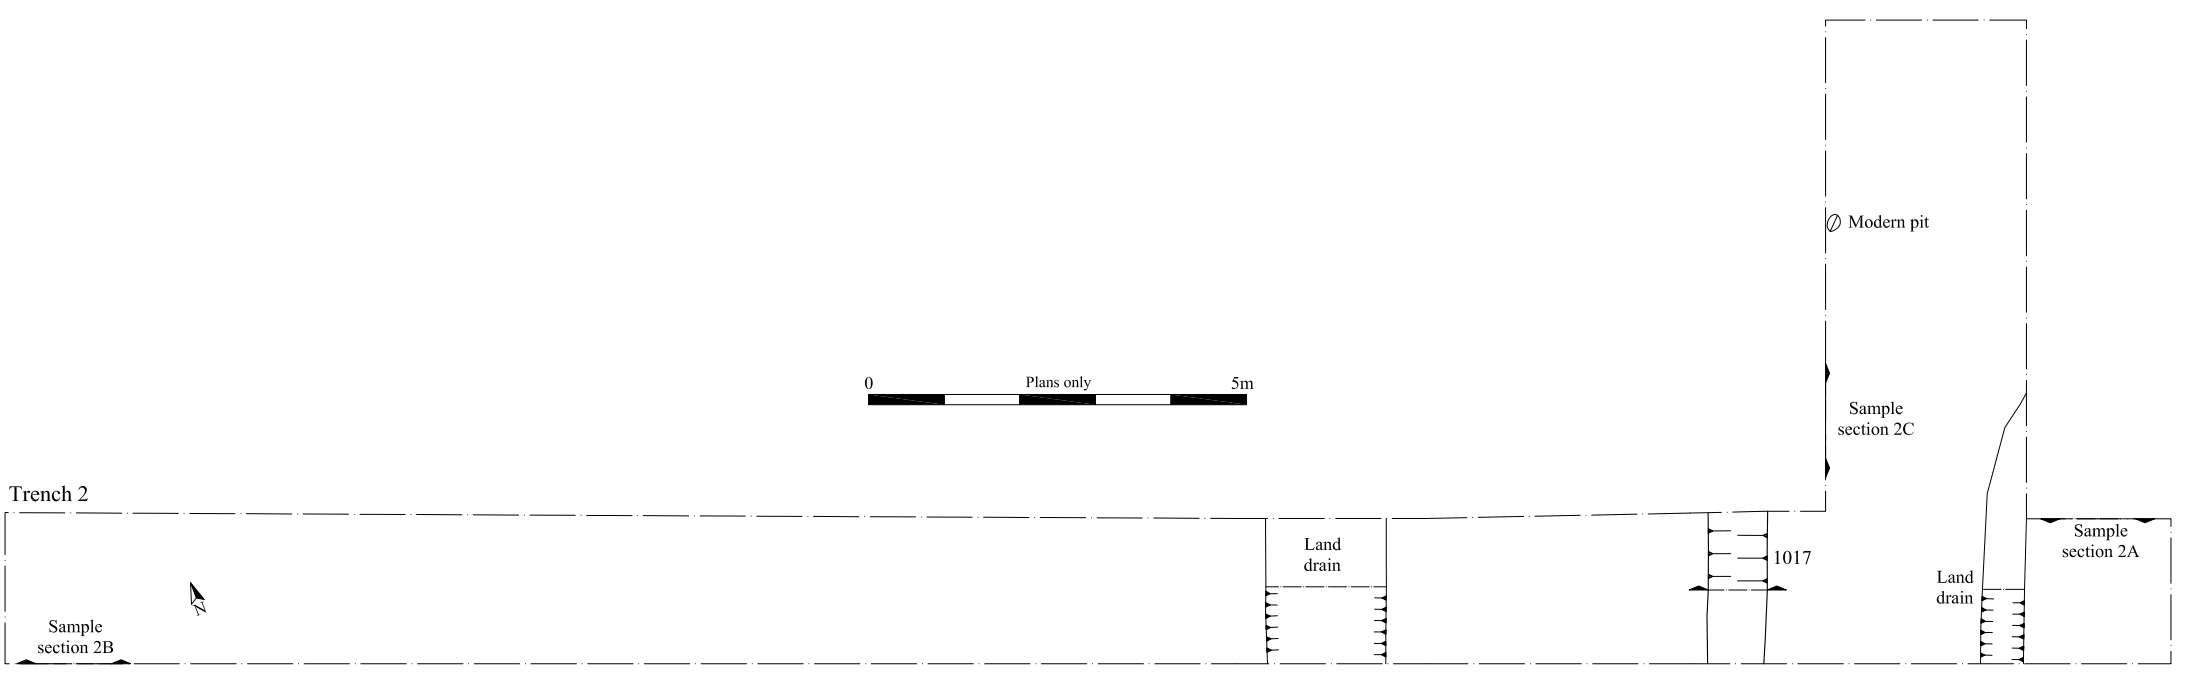 Modern pit
0 Plans only 5m
Sample
section 2C
Trench 2
Sample
section 2A
Land
drain
1017
Land
drain
N
Sample
section 2B